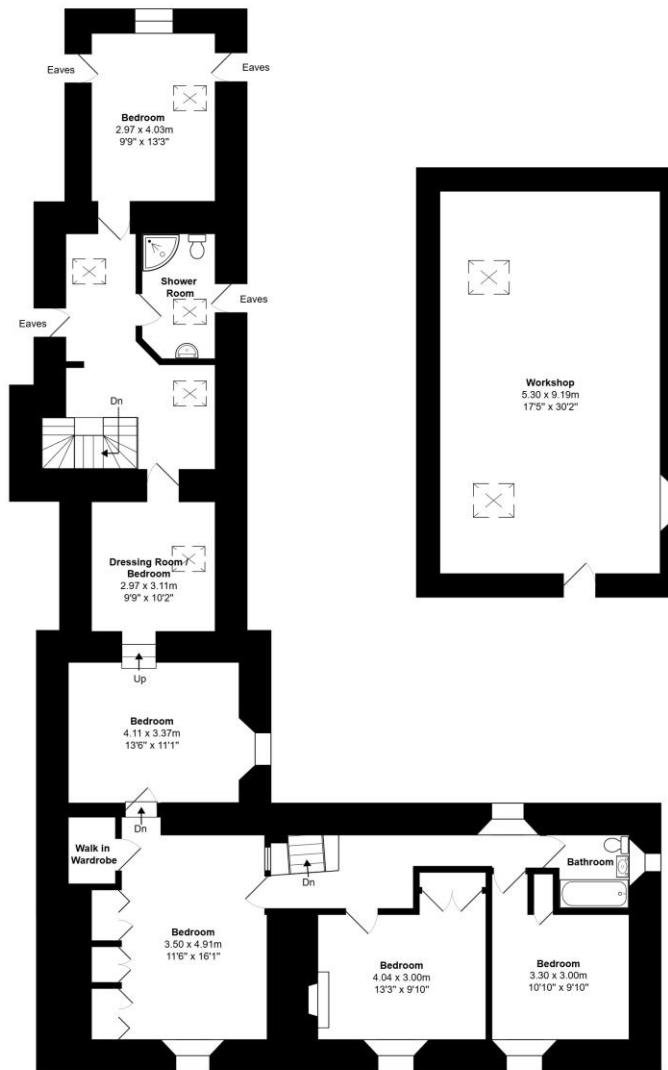 Eaves
Eaves
Bedroom
2.97 x 4.03m
9'9" x 13'3"
Shower
Room
Eaves
Eaves
Dn
Workshop
5.30 x 9.19m
17'5" x 30'2"
Dressing Room /
Bedroom
2.97 x 3.11m
9'9" x 10'2"
Up
Bedroom
4.11 x 3.37m
13'6" x 11'1"
Dn
Walk in
Wardrobe
Dn
Bathroom
Bedroom
3.50 x 4.91m
11'6" x 16'1"
Bedroom
4.04 x 3.00m
13'3" x 9'10"
Bedroom
3.30 x 3.00m
10'10" x 9'10"